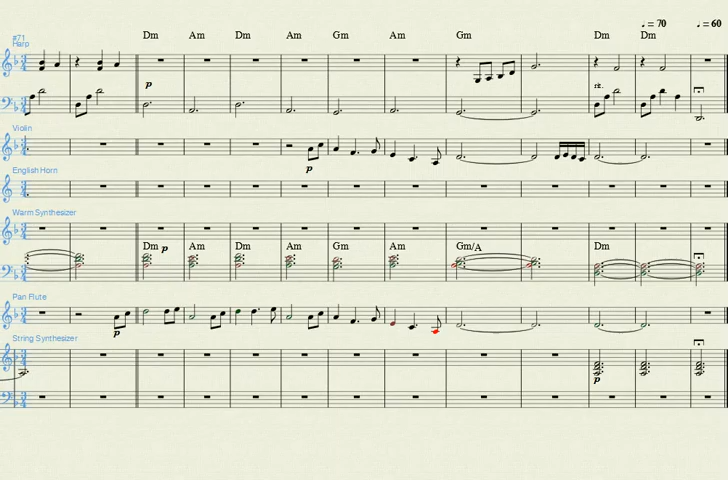 ♩ = 70 ♩ = 60
#71 Dm Am Dm Am Gm Am Gm Dm Dm
Harp
p
Violin
p
English Horn
Warm Synthesizer
Dm p Am Dm Am Gm Am Gm/A Dm
Pan Flute
p
String Synthesizer
p